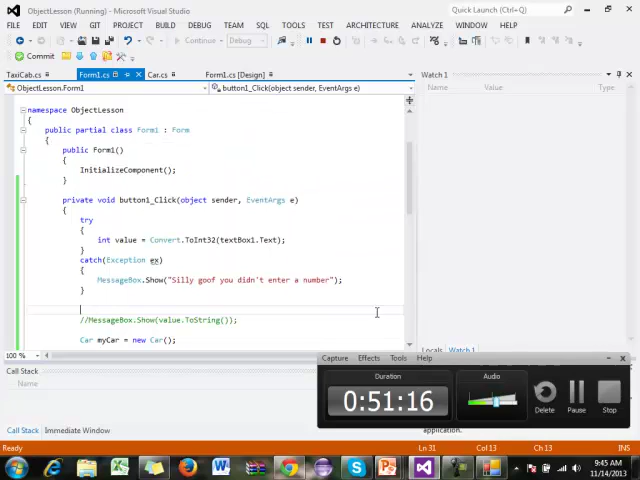 ObjectLesson (Running) - Microsoft Visual Studio
Quick Launch (Ctrl+Q)
FILE EDIT VIEW GIT PROJECT BUILD DEBUG TEAM SQL TOOLS TEST ARCHITECTURE ANALYZE WINDOW HELP
Continue Debug
Commit
TaxiCab.cs Form1.cs Car.cs Form1.cs [Design] Watch 1
ObjectLesson.Form1 button1_Click(object sender, EventArgs e) Name Value Type
namespace ObjectLesson
{
public partial class Form1 : Form
{
public Form1()
{
InitializeComponent();
}
private void button1_Click(object sender, EventArgs e)
{
try
{
int value = Convert.ToInt32(textBox1.Text);
}
catch(Exception ex)
{
MessageBox.Show("Silly goof you didn't enter a number");
}
//MessageBox.Show(value.ToString());
Car myCar = new Car();
100 %
Locals Watch 1
Call Stack
Name
Capture Effects Tools Help
Duration Audio
0:51:16
Delete Pause Stop
application.
Call Stack Immediate Window
Ready Ln 31 Col 13 Ch 13 INS
9:45 AM
11/14/2013